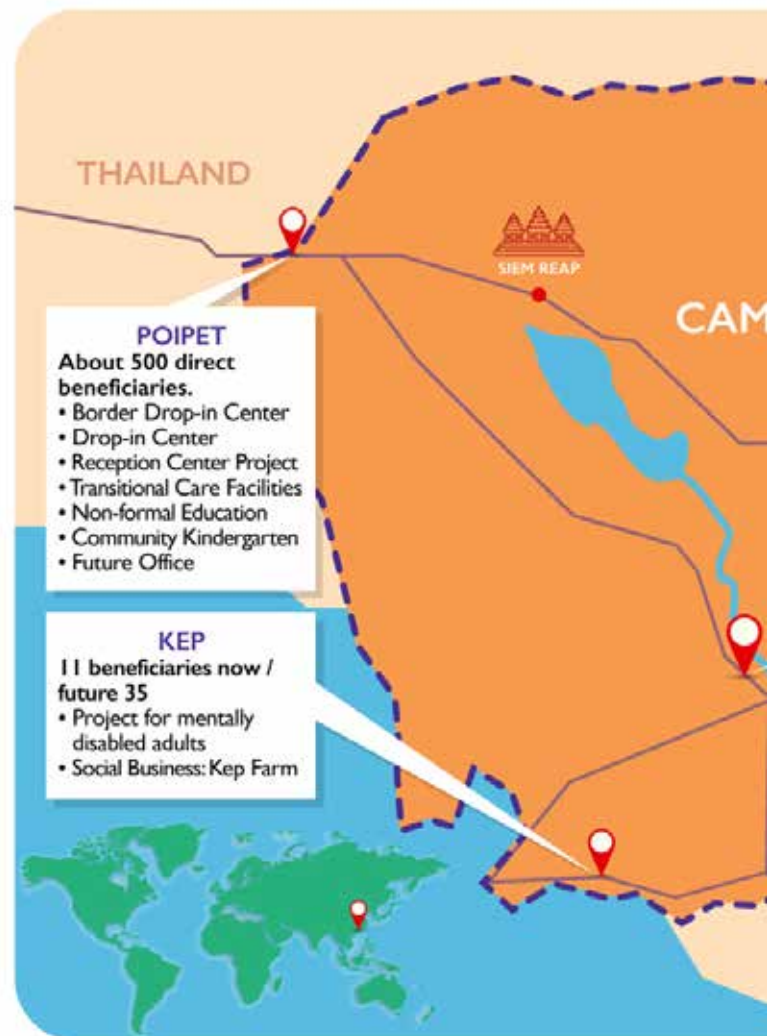 THAILAND
SIEM REAP
CAM
POIPET
About 500 direct
beneficiaries.
• Border Drop-in Center
• Drop-in Center
• Reception Center Project
• Transitional Care Facilities
• Non-formal Education
• Community Kindergarten
• Future Office
KEP
11 beneficiaries now /
future 35
• Project for mentally
disabled adults
• Social Business: Kep Farm